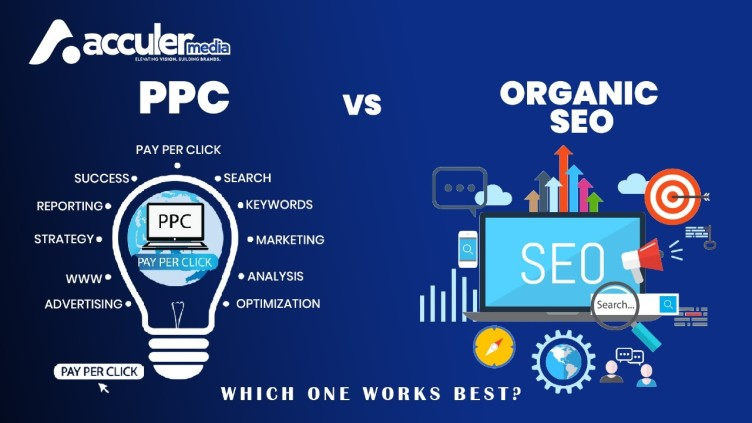 acculer media
ELEVATING VISION, BUILDING BRANDS.
PPC
VS
ORGANIC
SEO
PAY PER CLICK
SUCCESS
SEARCH
REPORTING
KEYWORDS
STRATEGY
MARKETING
WWW
ANALYSIS
ADVERTISING
OPTIMIZATION
PPC
PAY PER CLICK
PAY PER CLICK
SEO
Search...
WHICH ONE WORKS BEST?